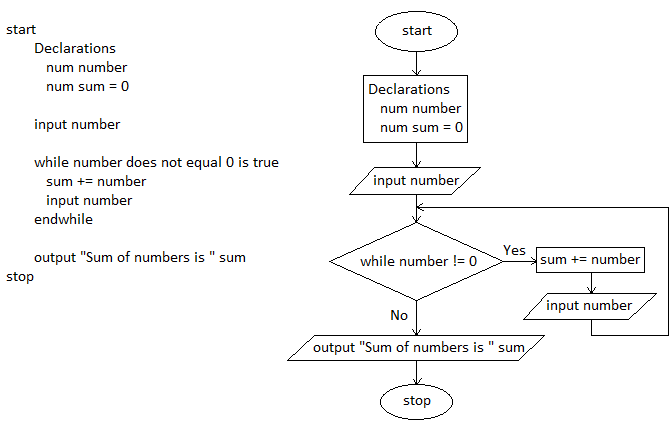 start
Declarations
num number
num sum = 0
input number
while number does not equal 0 is true
sum += number
input number
endwhile
output "Sum of numbers is " sum
stop
start
Declarations
num number
num sum = 0
input number
while number != 0
Yes
sum += number
input number
No
output "Sum of numbers is " sum
stop